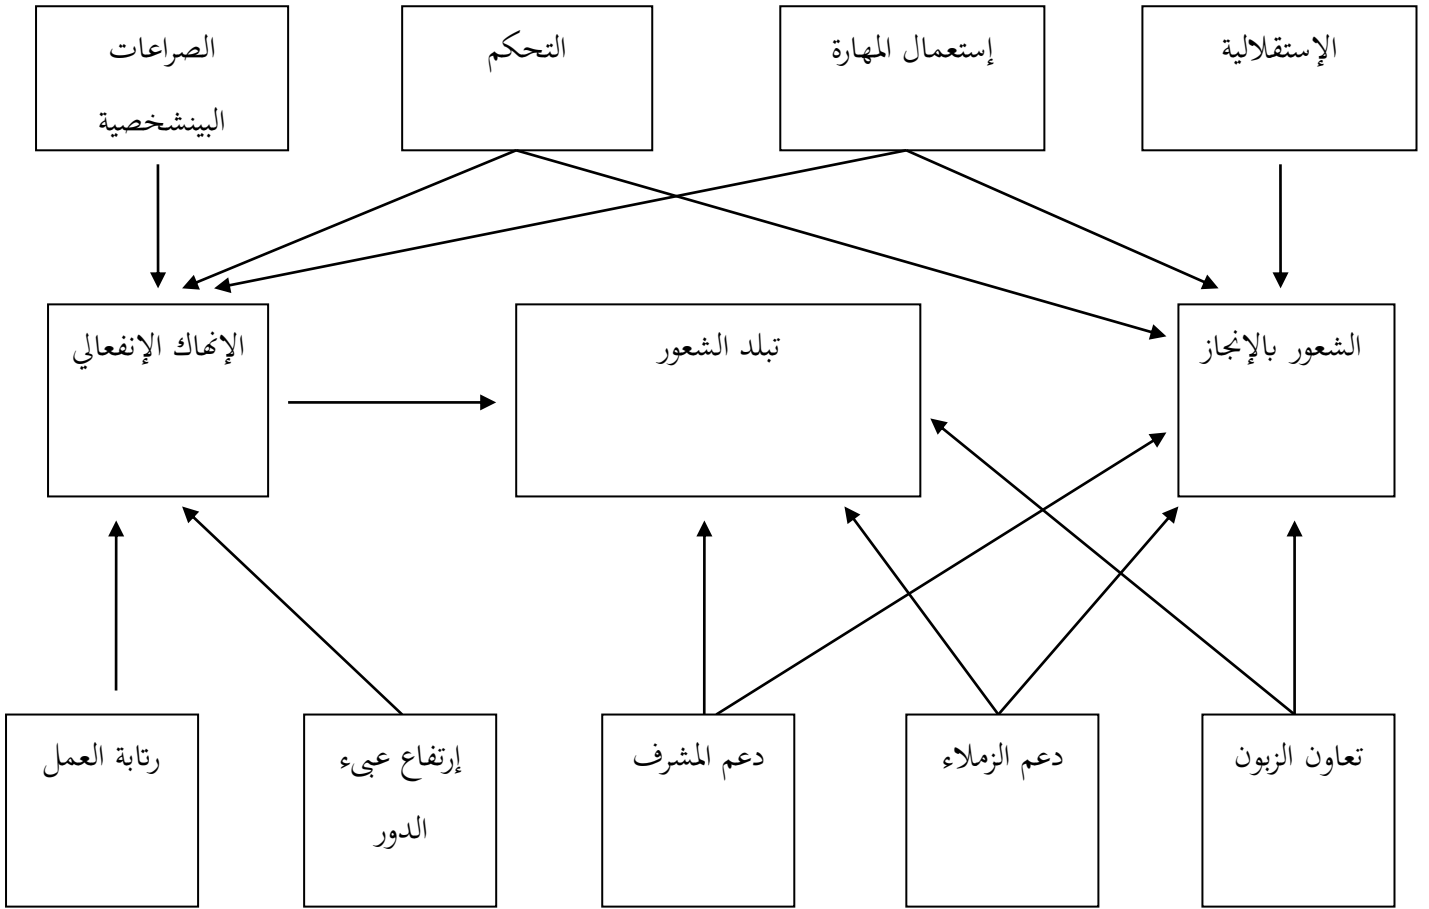 الإستقلالية
إستعمال المهارة
التحكم
الصراعات
البينشخصية
الشعور بالإنجاز
تبلد الشعور
الإنهاك الإنفعالي
تعاون الزبون
دعم الزملاء
دعم المشرف
إرتفاع عبىء
الدور
رتابة العمل